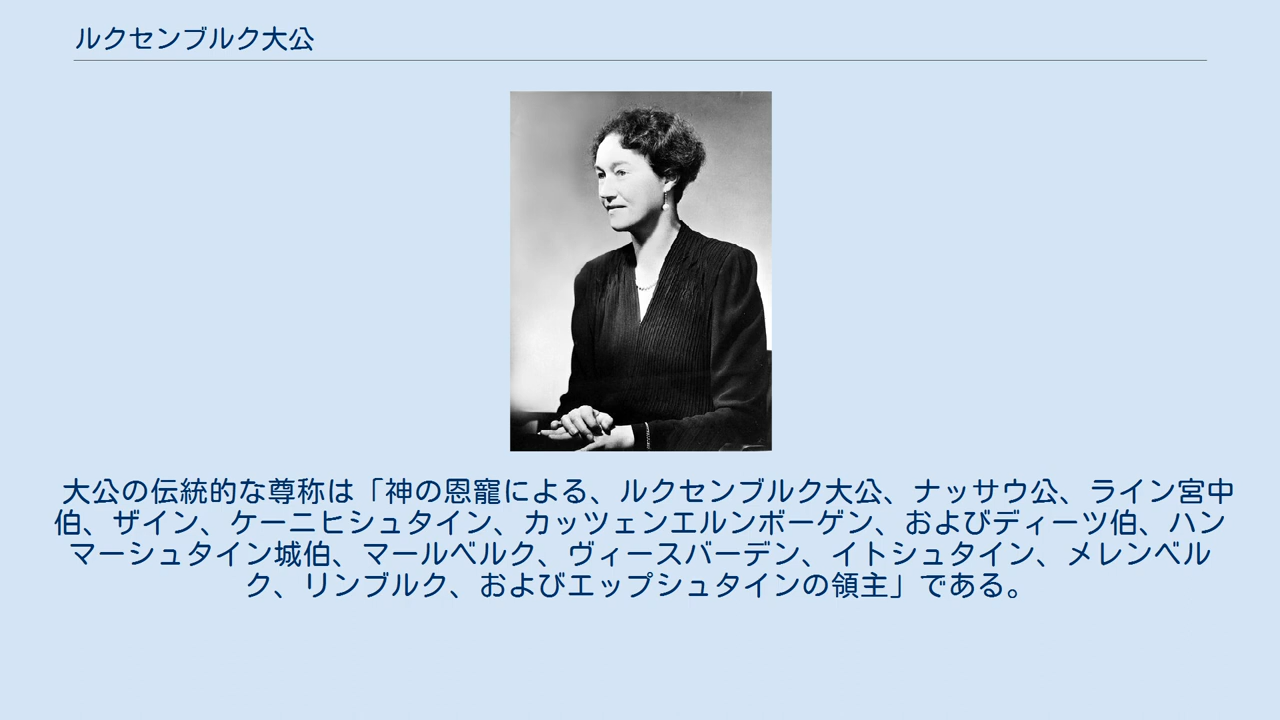 ルクセンブルク大公
大公の伝統的な尊称は「神の恩寵による、ルクセンブルク大公、ナッサウ公、ライン宮中
伯、ザイン、ケーニヒシュタイン、カッツェンエルンボーゲン、およびディーツ伯、ハン
マーシュタイン城伯、マールベルク、ヴィースバーデン、イトシュタイン、メレンベル
ク、リンブルク、およびエップシュタインの領主」である。